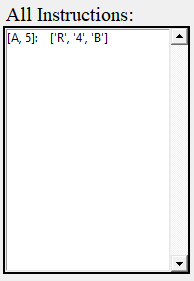 All Instructions:
[A, 5]: ['R', '4', 'B']